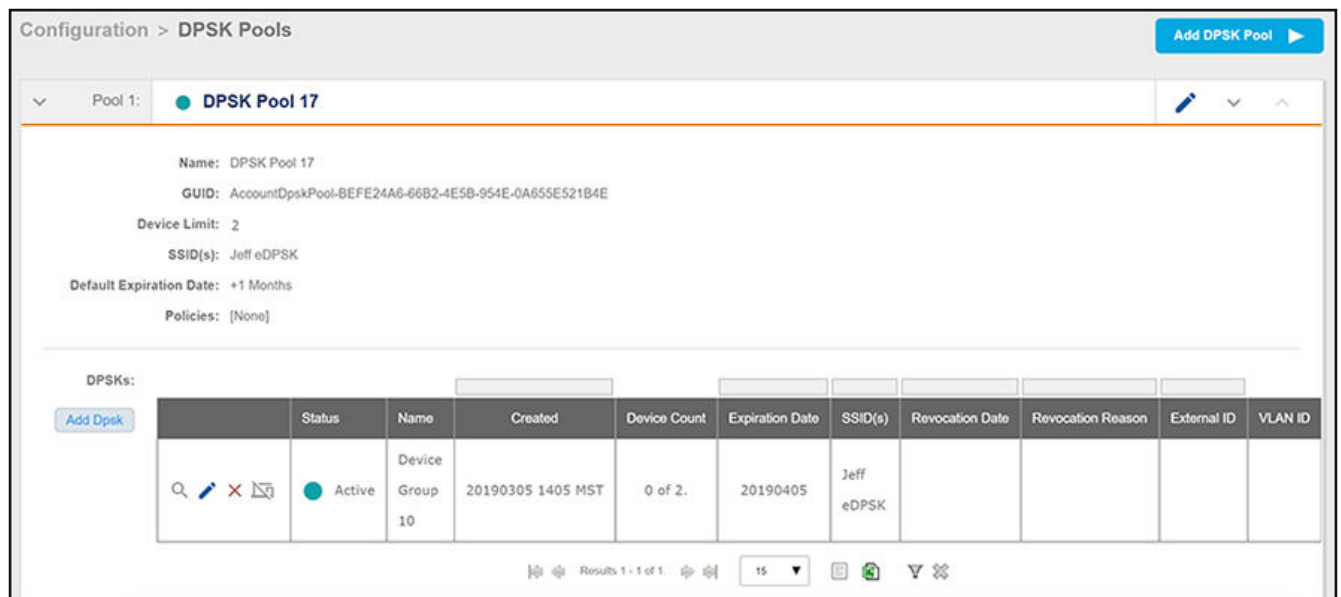 Configuration > DPSK Pools
Add DPSK Pool
Pool 1: DPSK Pool 17
Name: DPSK Pool 17
GUID: AccountDpskPool-BEFE24A6-66B2-4E5B-954E-0A655E521B4E
Device Limit: 2
SSID(s): Jeff eDPSK
Default Expiration Date: +1 Months
Policies: [None]
DPSKs:
Add Dpsk
Status Name Created Device Count Expiration Date SSID(s) Revocation Date Revocation Reason External ID VLAN ID
Active Device Group 10 20190305 1405 MST 0 of 2. 20190405 Jeff eDPSK
Results 1 - 1 of 1. 15